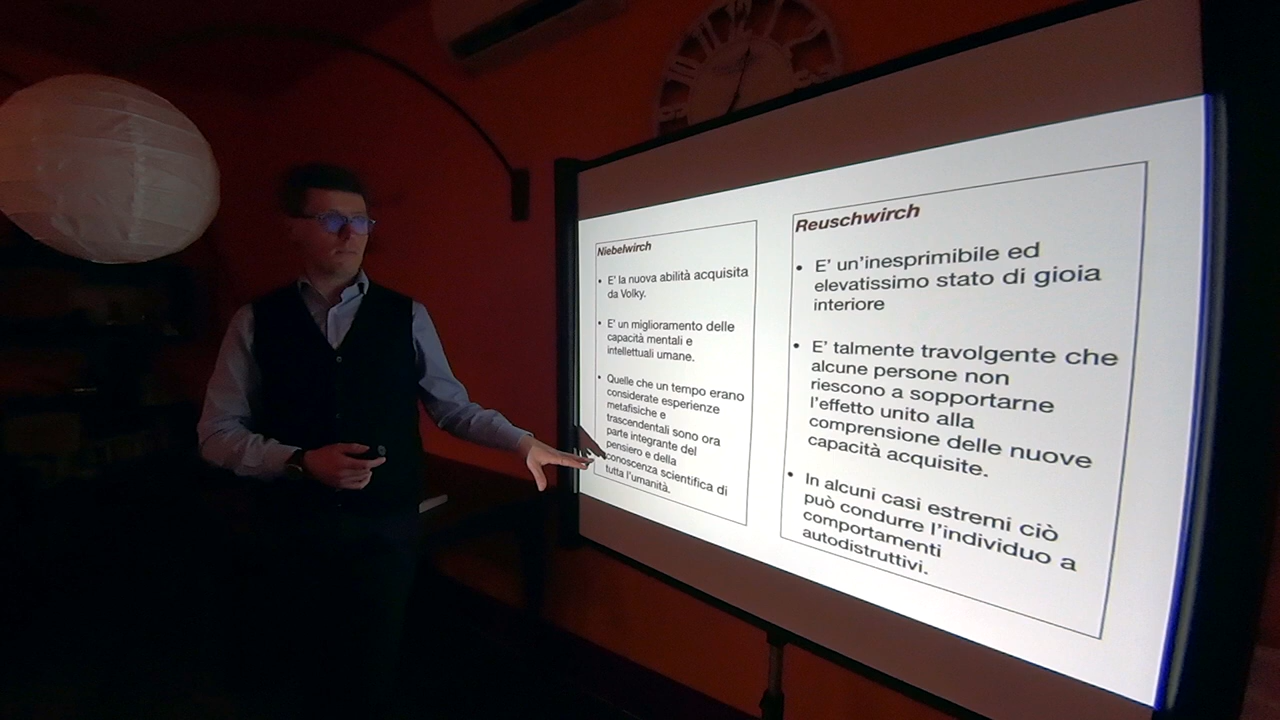 Niebelwirch
• E' la nuova abilità acquisita
da Volky.
• E' un miglioramento delle
capacità mentali e
intellettuali umane.
• Quelle che un tempo erano
considerate esperienze
metafisiche e
trascendentali sono ora
parte integrante del
pensiero e della
conoscenza scientifica di
tutta l'umanità.
Reuschwirch
• E' un'inesprimibile ed
elevatissimo stato di gioia
interiore
• E' talmente travolgente che
alcune persone non
riescono a sopportarne
l'effetto unito alla
comprensione delle nuove
capacità acquisite.
• In alcuni casi estremi ciò
può condurre l'individuo a
comportamenti
autodistruttivi.